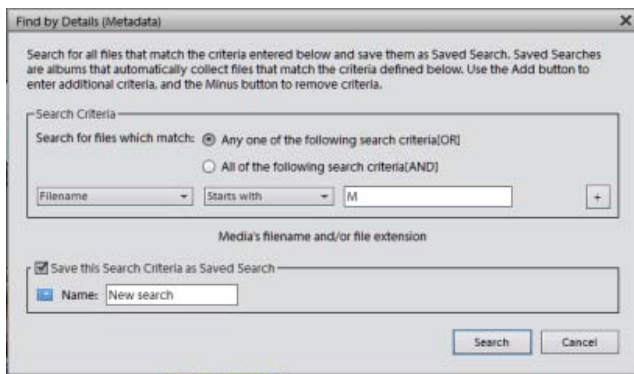 Find by Details (Metadata)
Search for all files that match the criteria entered below and save them as Saved Search. Saved Searches
are albums that automatically collect files that match the criteria defined below. Use the Add button to
enter additional criteria, and the Minus button to remove criteria.
Search Criteria
Search for files which match: Any one of the following search criteria[OR]
All of the following search criteria[AND]
Filename Starts with M +
Media's filename and/or file extension
Save this Search Criteria as Saved Search
Name: New search
Search Cancel